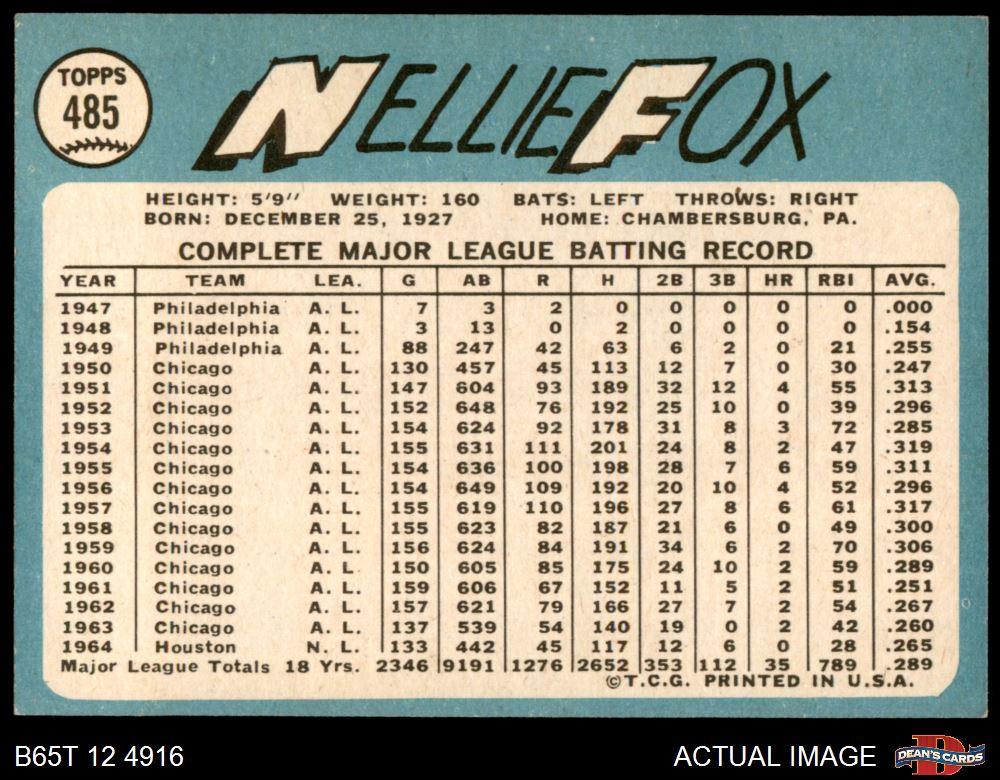 TOPPS
485
NELLIE FOX
HEIGHT: 5'9" WEIGHT: 160 BATS: LEFT THROWS: RIGHT
BORN: DECEMBER 25, 1927 HOME: CHAMBERSBURG, PA.
COMPLETE MAJOR LEAGUE BATTING RECORD
YEAR TEAM LEA. G AB R H 2B 3B HR RBI AVG.
1947 Philadelphia A. L. 7 3 2 0 0 0 0 0 .000
1948 Philadelphia A. L. 3 13 0 2 0 0 0 0 .154
1949 Philadelphia A. L. 88 247 42 63 6 2 0 21 .255
1950 Chicago A. L. 130 457 45 113 12 7 0 30 .247
1951 Chicago A. L. 147 604 93 189 32 12 4 55 .313
1952 Chicago A. L. 152 648 76 192 25 10 0 39 .296
1953 Chicago A. L. 154 624 92 178 31 8 3 72 .285
1954 Chicago A. L. 155 631 111 201 24 8 2 47 .319
1955 Chicago A. L. 154 636 100 198 28 7 6 59 .311
1956 Chicago A. L. 154 649 109 192 20 10 4 52 .296
1957 Chicago A. L. 155 619 110 196 27 8 6 61 .317
1958 Chicago A. L. 155 623 82 187 21 6 0 49 .300
1959 Chicago A. L. 156 624 84 191 34 6 2 70 .306
1960 Chicago A. L. 150 605 85 175 24 10 2 59 .289
1961 Chicago A. L. 159 606 67 152 11 5 2 51 .251
1962 Chicago A. L. 157 621 79 166 27 7 2 54 .267
1963 Chicago A. L. 137 539 54 140 19 0 2 42 .260
1964 Houston N. L. 133 442 45 117 12 6 0 28 .265
Major League Totals 18 Yrs. 2346 9191 1276 2652 353 112 35 789 .289
©T.C.G. PRINTED IN U.S.A.
B65T 12 4916 ACTUAL IMAGE DEAN'S CARDS